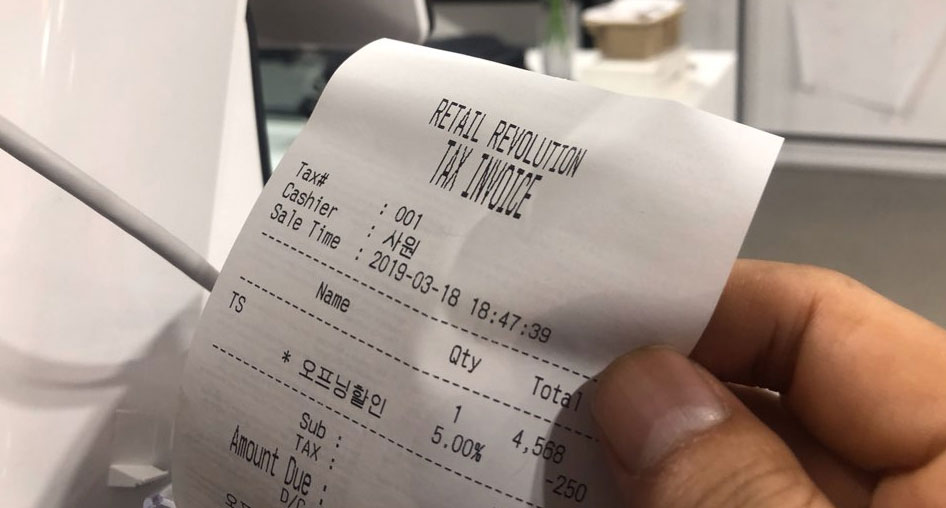 RETAIL REVOLUTION
TAX INVOICE
Tax# : 001
Cashier : 사원
Sale Time : 2019-03-18 18:47:39
Name Qty Total
TS 1 4,568
* 오프닝할인 5.00% -250
Sub :
TAX :
Amount Due :